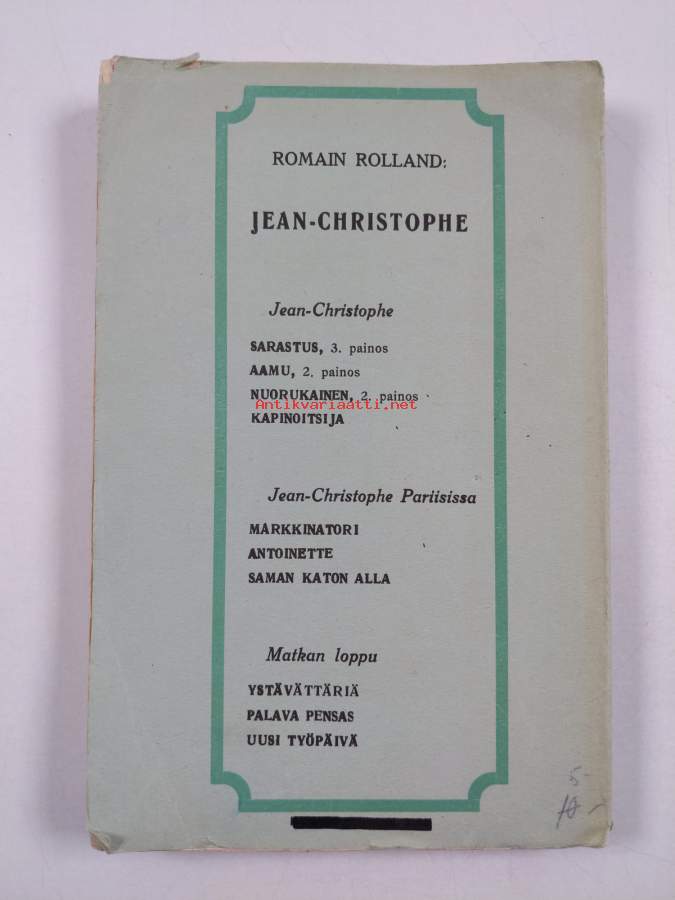 ROMAIN ROLLAND:
JEAN-CHRISTOPHE
Jean-Christophe
SARASTUS, 3. painos
AAMU, 2. painos
NUORUKAINEN, 2. painos
Antikvariaatti.net
KAPINOITSIJA
Jean-Christophe Pariisissa
MARKKINATORI
ANTOINETTE
SAMAN KATON ALLA
Matkan loppu
YSTÄVÄTTÄRIÄ
PALAVA PENSAS
UUSI TYÖPÄIVÄ
5-